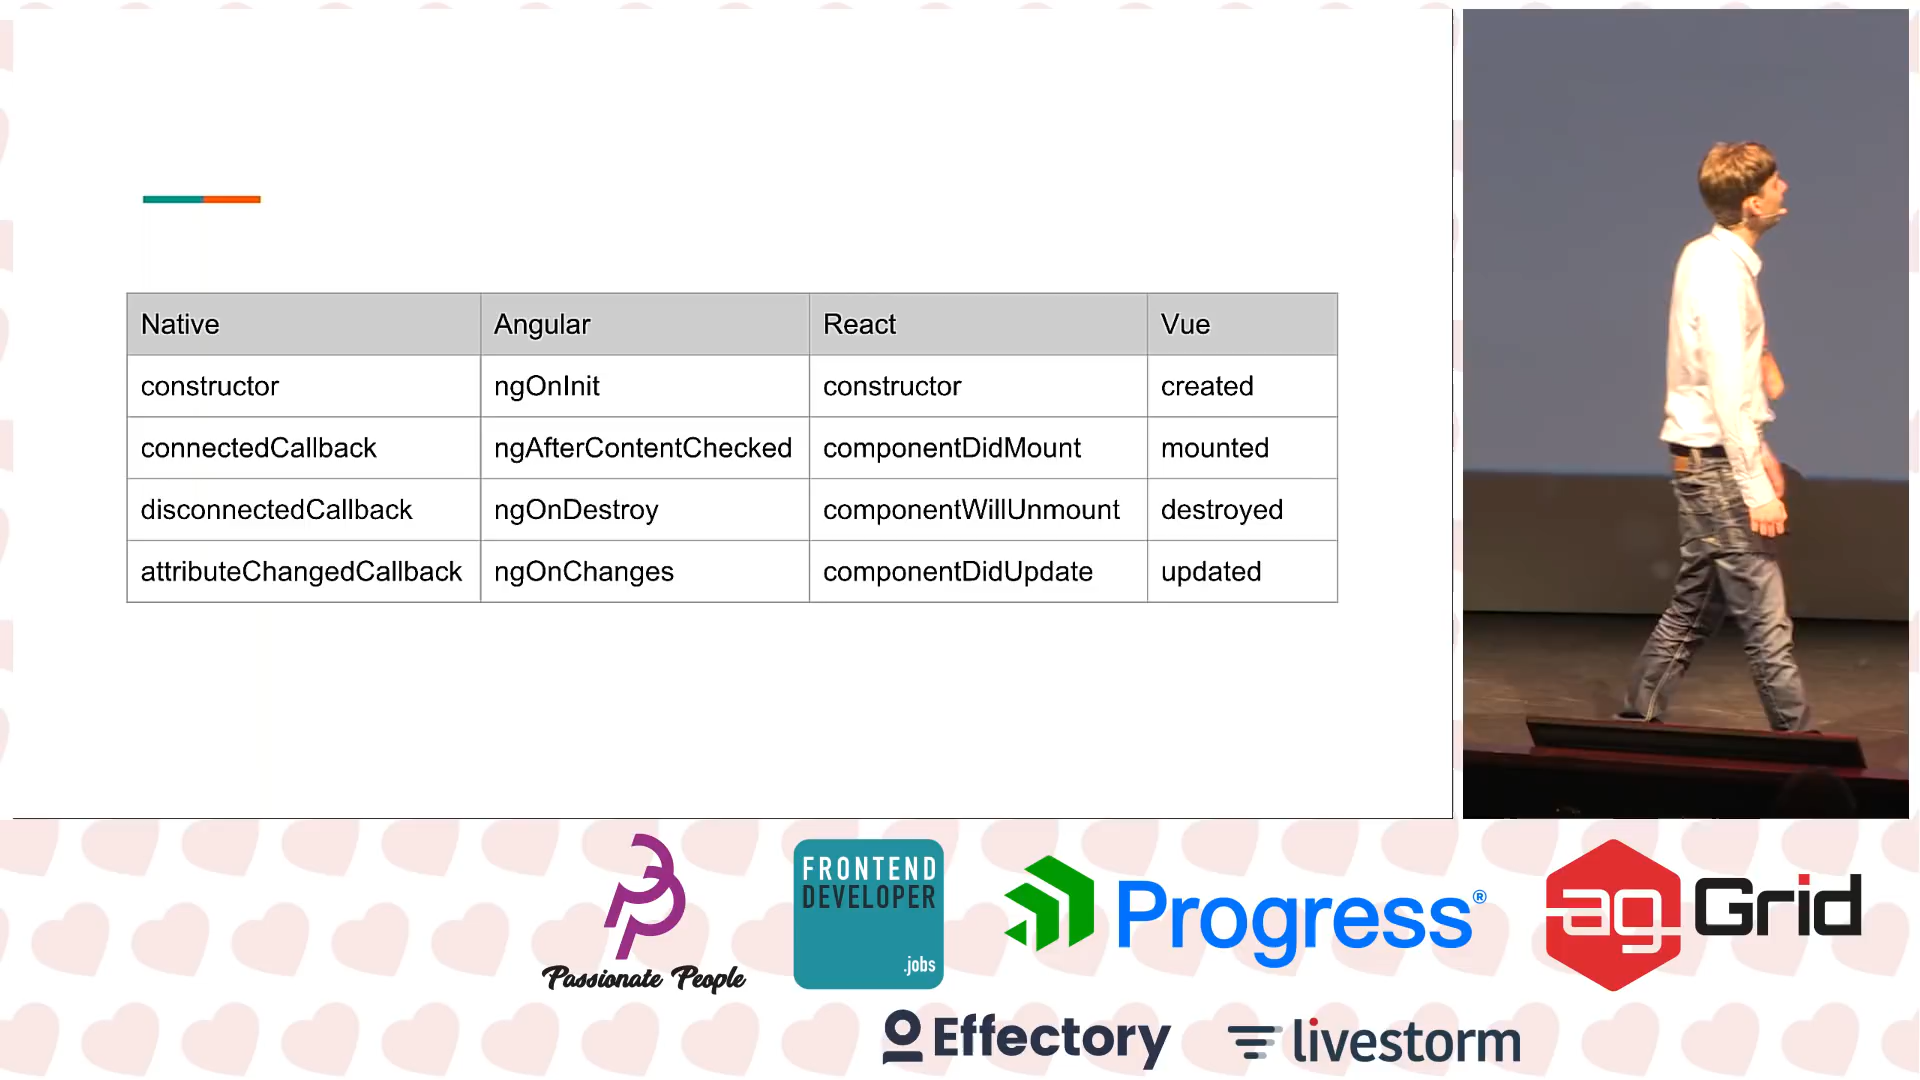 Native Angular React Vue
constructor ngOnInit constructor created
connectedCallback ngAfterContentChecked componentDidMount mounted
disconnectedCallback ngOnDestroy componentWillUnmount destroyed
attributeChangedCallback ngOnChanges componentDidUpdate updated
Passionate People
FRONTEND
DEVELOPER
.jobs
Progress®
ag Grid
Effectory
livestorm